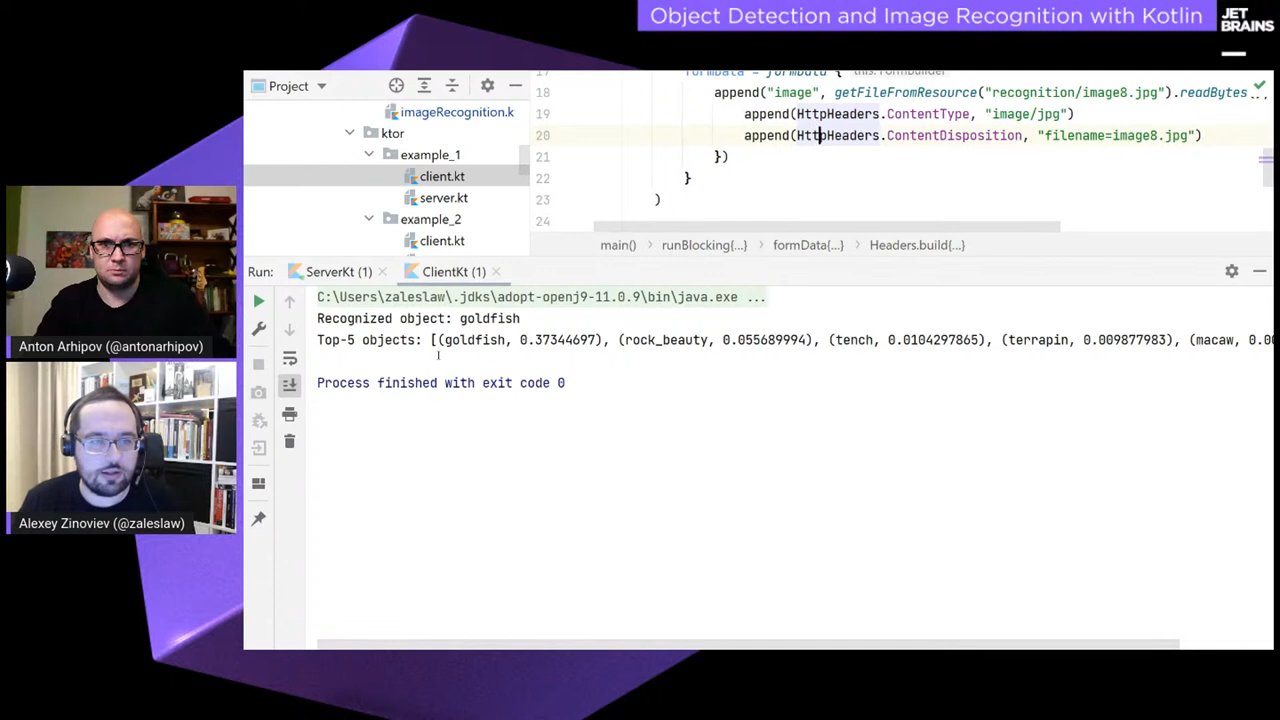 Object Detection and Image Recognition with Kotlin
JET
BRAINS
Project
imageRecognition.k
ktor
example_1
client.kt
server.kt
example_2
client.kt
18 append("image", getFileFromResource("recognition/image8.jpg").readBytes
19 append(HttpHeaders.ContentType, "image/jpg")
20 append(HttpHeaders.ContentDisposition, "filename=image8.jpg")
21 })
22 }
23 )
24
main() runBlocking{...} formData{...} Headers.build{...}
Run: ServerKt (1) ClientKt (1)
C:\Users\zaleslaw\.jdks\adopt-openj9-11.0.9\bin\java.exe ...
Recognized object: goldfish
Top-5 objects: [(goldfish, 0.37344697), (rock_beauty, 0.055689994), (tench, 0.0104297865), (terrapin, 0.009877983), (macaw, 0.00
Process finished with exit code 0
Anton Arhipov (@antonarhipov)
Alexey Zinoviev (@zaleslaw)